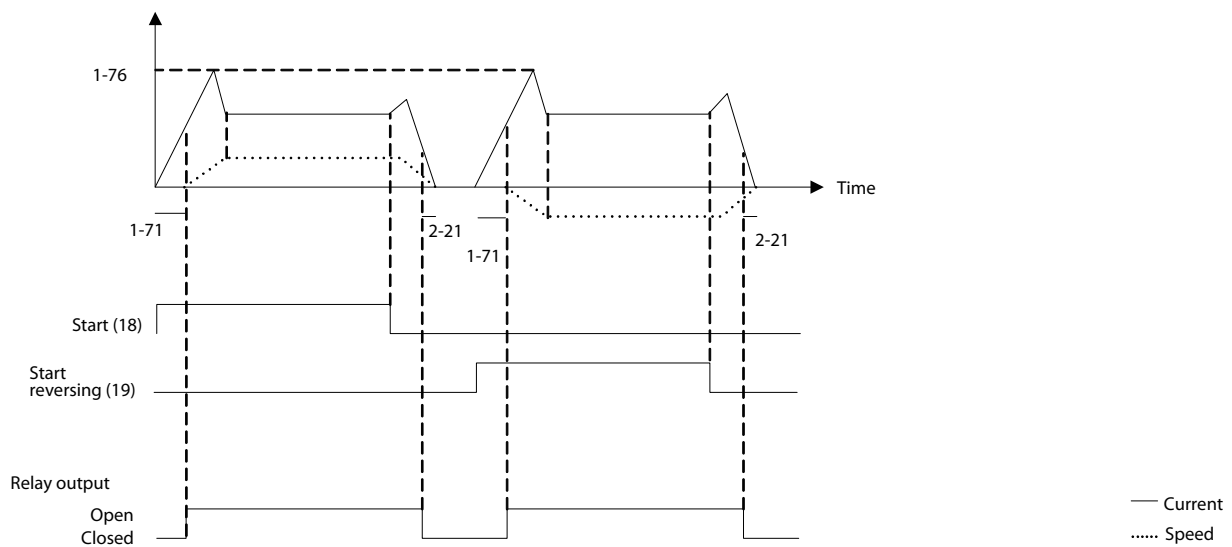 1-76
Time
1-71
2-21
1-71
2-21
Start (18)
Start
reversing (19)
Relay output
Open
Closed
Current
Speed